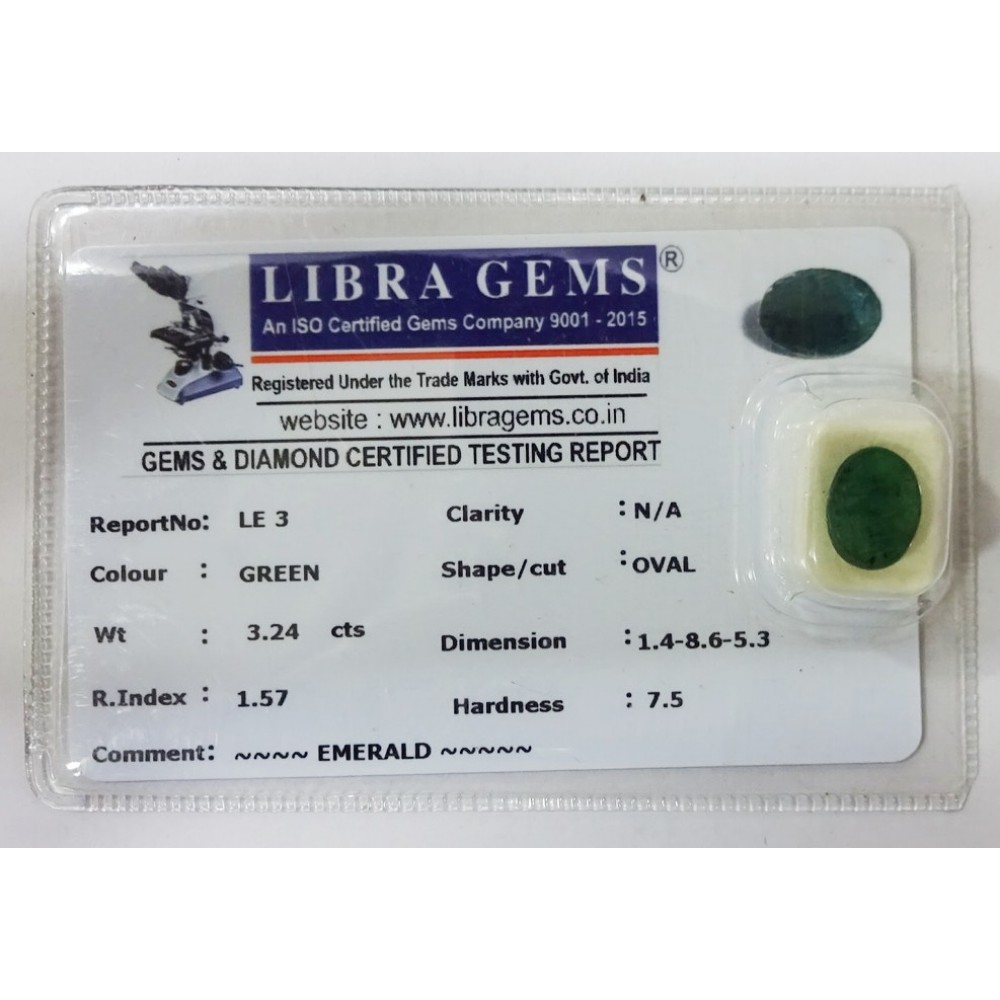 LIBRA GEMS ®
An ISO Certified Gems Company 9001 - 2015
Registered Under the Trade Marks with Govt. of India
website : www.libragems.co.in
GEMS & DIAMOND CERTIFIED TESTING REPORT
ReportNo: LE 3
Clarity : N/A
Colour : GREEN
Shape/cut : OVAL
Wt : 3.24 cts
Dimension : 1.4-8.6-5.3
R.Index : 1.57
Hardness : 7.5
Comment: ~~~~ EMERALD ~~~~~